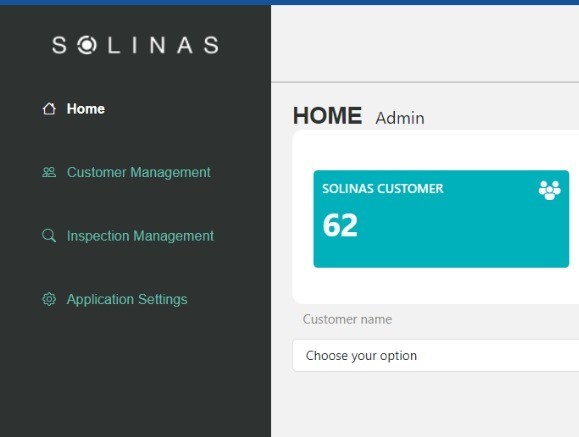 SOLINAS
Home
Customer Management
Inspection Management
Application Settings
HOME Admin
SOLINAS CUSTOMER
62
Customer name
Choose your option